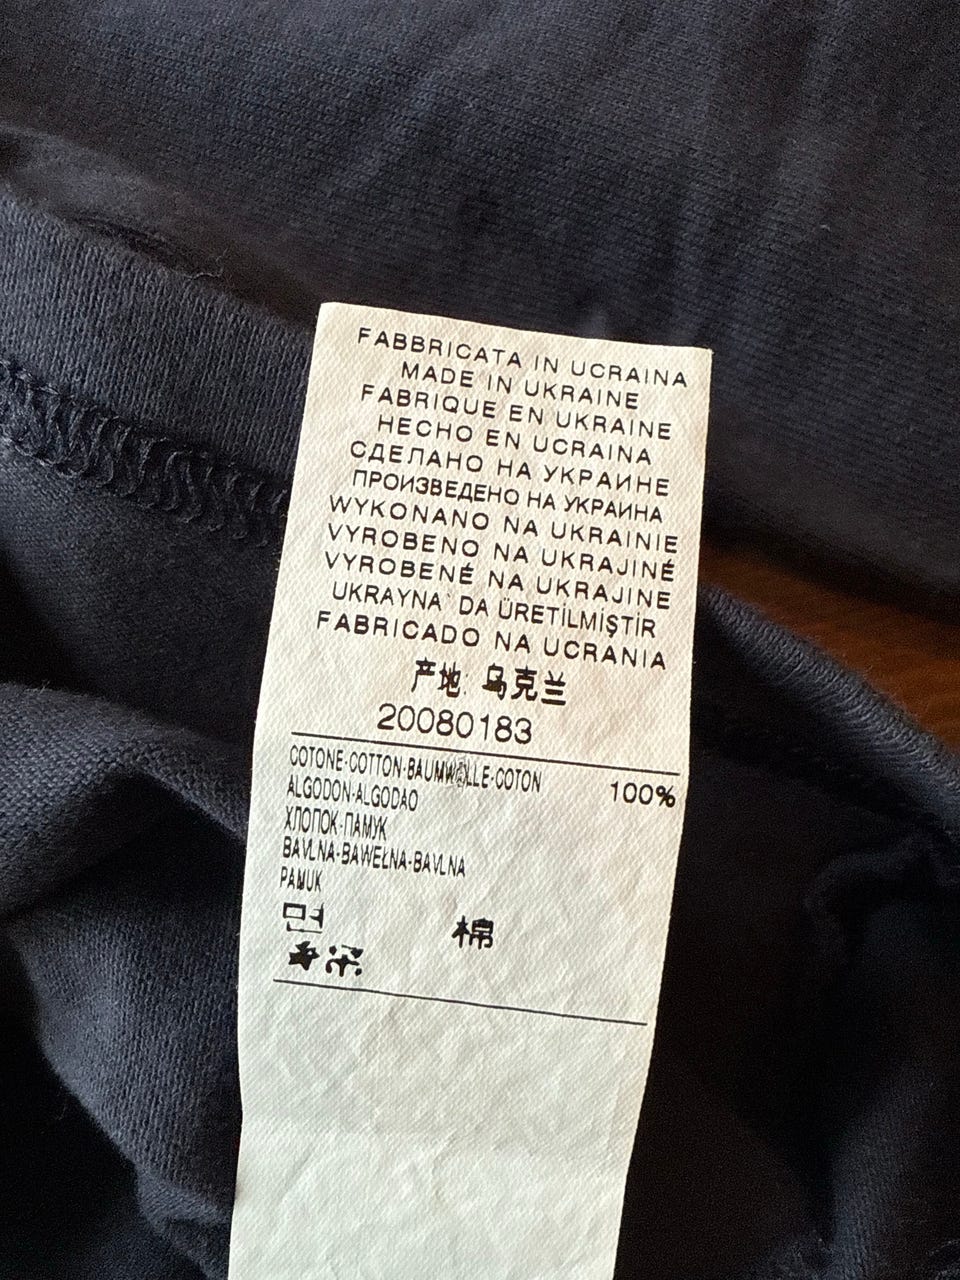 FABBRICATA IN UCRAINA
MADE IN UKRAINE
FABRIQUE EN UKRAINE
HECHO EN UCRAINA
СДЕЛАНО НА УКРАИНЕ
ПРОИЗВЕДЕНО НА УКРАИНА
WYKONANO NA UKRAINIE
VYROBENO NA UKRAJINĚ
VYROBENÉ NA UKRAJINE
UKRAYNA' DA ÜRETİLMİŞTİR
FABRICADO NA UCRANIA
产地: 乌克兰
20080183
COTONE-COTTON-BAUMWOLLE-COTON 100%
ALGODON-ALGODAO
ХЛОПОК-ПАМУК
BAVLNA-BAWEŁNA-BAVLNA
PAMUK
면 棉